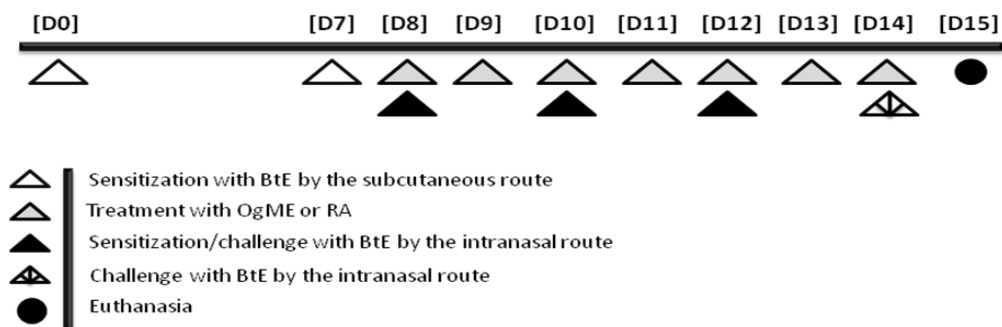 [D0] [D7] [D8] [D9] [D10] [D11] [D12] [D13] [D14] [D15]
Sensitization with BtE by the subcutaneous route
Treatment with OgME or RA
Sensitization/challenge with BtE by the intranasal route
Challenge with BtE by the intranasal route
Euthanasia